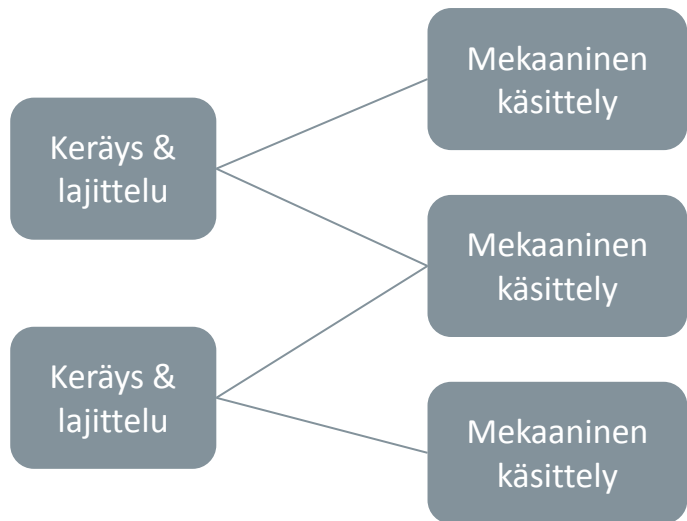 Keräys &
lajittelu
Keräys &
lajittelu
Mekaaninen
käsittely
Mekaaninen
käsittely
Mekaaninen
käsittely